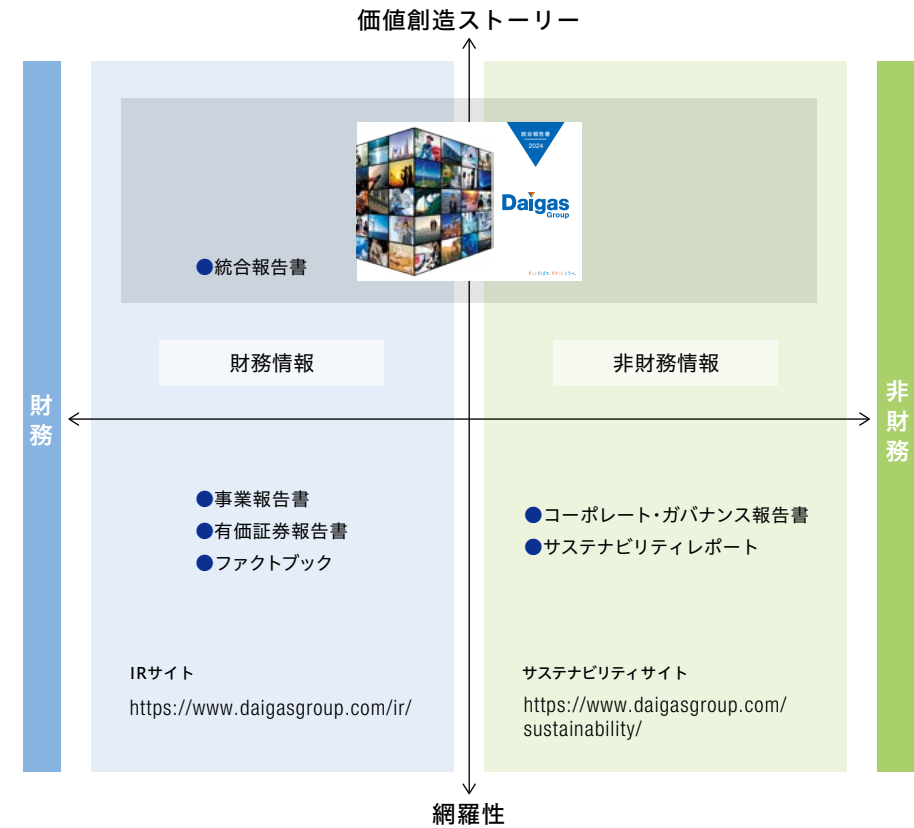 価値創造ストーリー
統合報告書
2024
Daigas
Group
●統合報告書
財務情報
非財務情報
財務
非財務
●事業報告書
●有価証券報告書
●ファクトブック
●コーポレート・ガバナンス報告書
●サステナビリティレポート
IRサイト
https://www.daigasgroup.com/ir/
サステナビリティサイト
https://www.daigasgroup.com/
sustainability/
網羅性